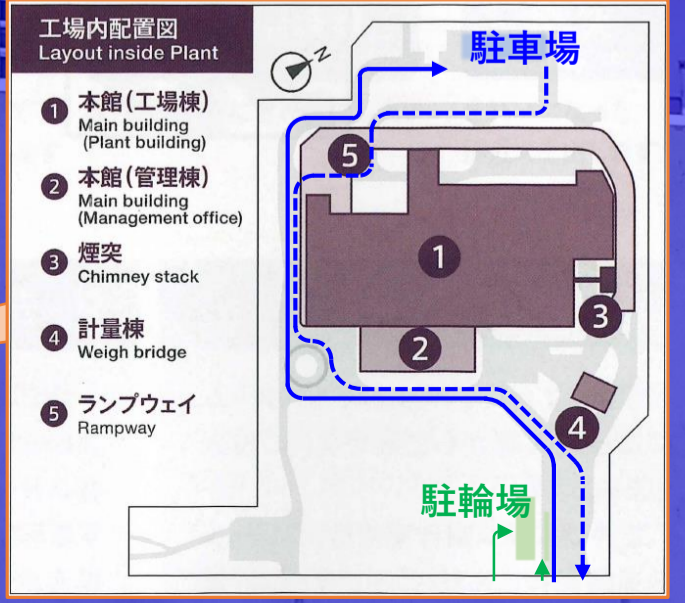 工場内配置図
Layout inside Plant
1 本館(工場棟)
Main building
(Plant building)
2 本館(管理棟)
Main building
(Management office)
3 煙突
Chimney stack
4 計量棟
Weigh bridge
5 ランプウェイ
Rampway
N
駐車場
5
1
3
2
4
駐輪場